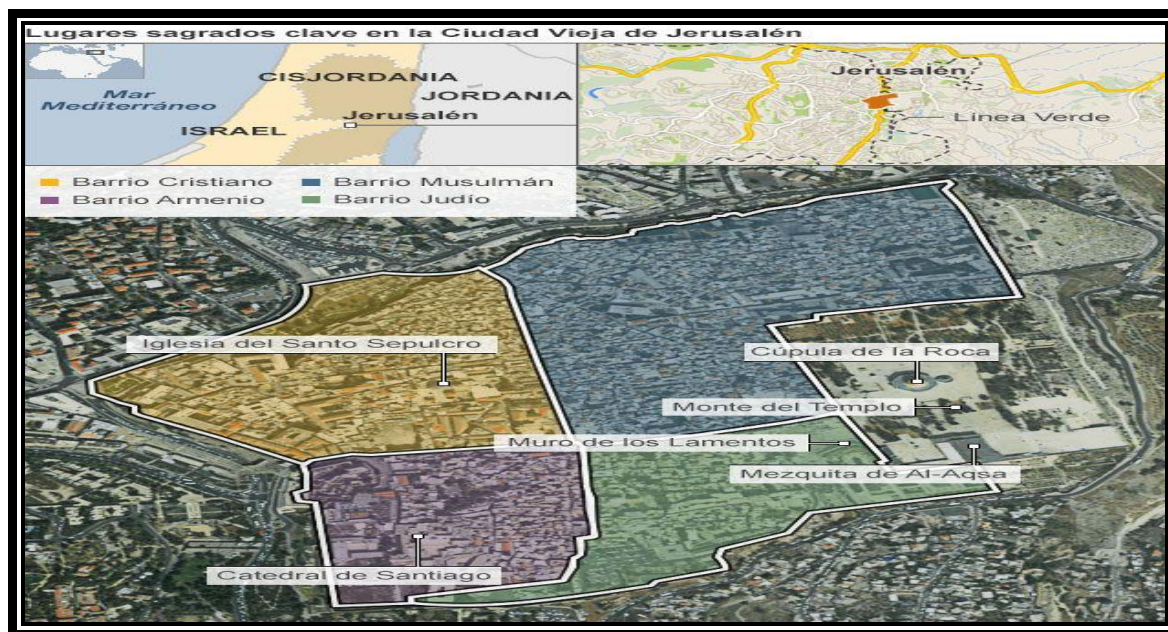 Lugares sagrados clave en la Ciudad Vieja de Jerusalén
Mar
Mediterráneo
CISJORDANIA
JORDANIA
Jerusalén
ISRAEL
Jerusalén
Línea Verde
Barrio Cristiano
Barrio Musulmán
Barrio Armenio
Barrio Judío
Iglesia del Santo Sepulcro
Cúpula de la Roca
Monte del Templo
Muro de los Lamentos
Mezquita de Al-Aqsa
Catedral de Santiago